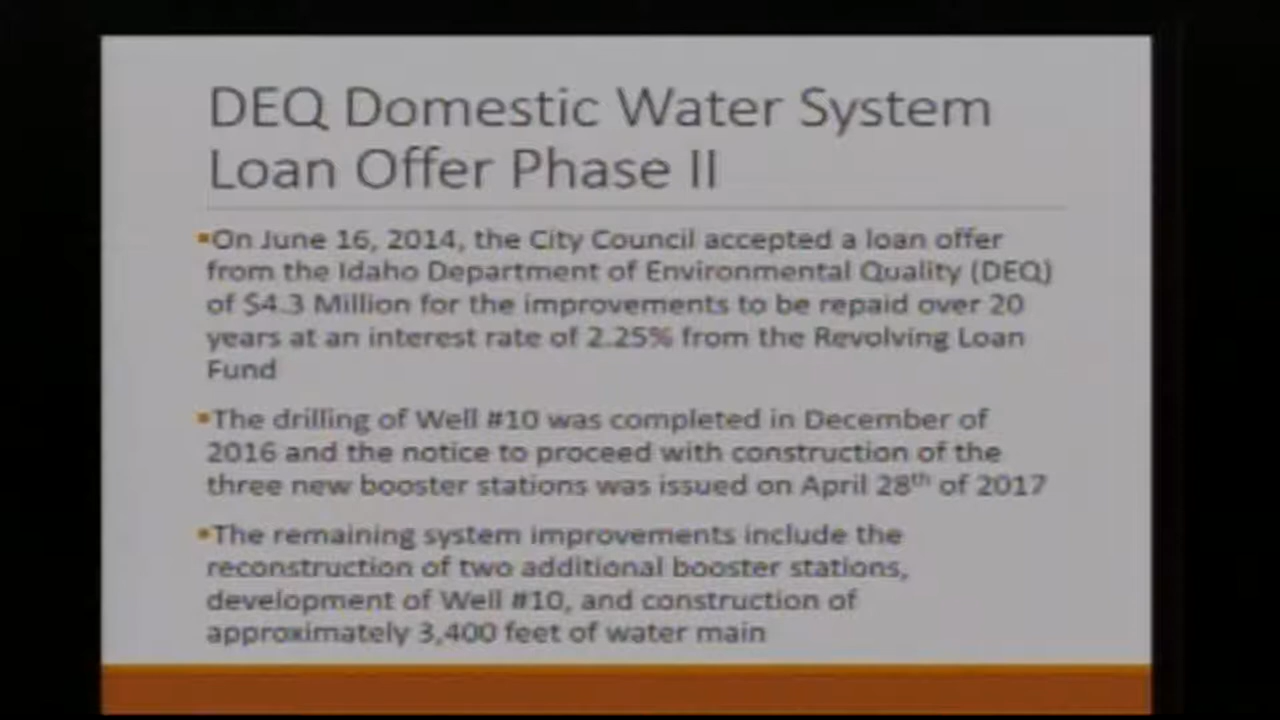 DEQ Domestic Water System
Loan Offer Phase II
▪On June 16, 2014, the City Council accepted a loan offer
from the Idaho Department of Environmental Quality (DEQ)
of $4.3 Million for the improvements to be repaid over 20
years at an interest rate of 2.25% from the Revolving Loan
Fund
▪The drilling of Well #10 was completed in December of
2016 and the notice to proceed with construction of the
three new booster stations was issued on April 28th of 2017
▪The remaining system improvements include the
reconstruction of two additional booster stations,
development of Well #10, and construction of
approximately 3,400 feet of water main